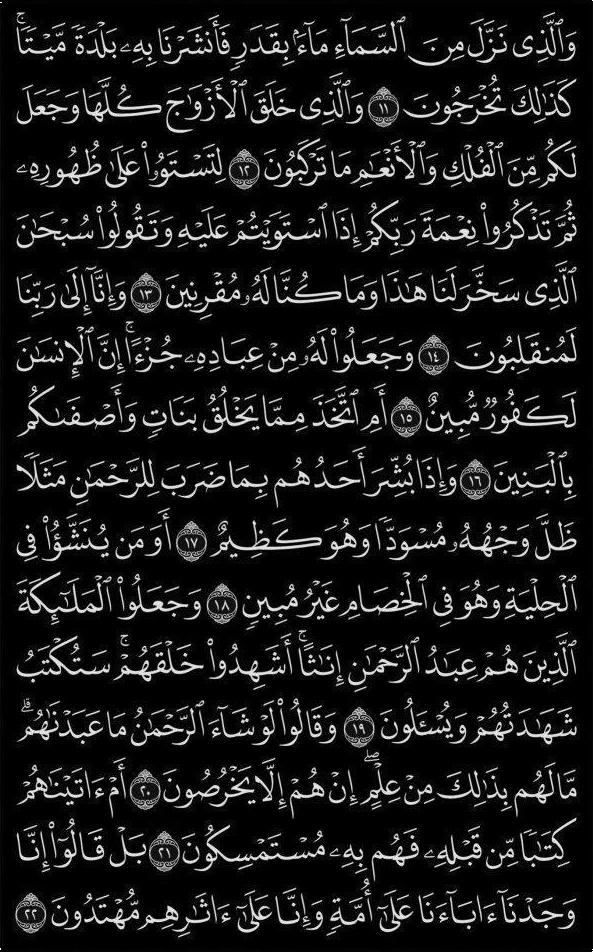 وَٱلَّذِى نَزَّلَ مِنَ ٱلسَّمَآءِ مَآءًۢ بِقَدَرٍ فَأَنشَرْنَا بِهِۦ بَلْدَةً مَّيْتًا ۚ
كَذَٰلِكَ تُخْرَجُونَ ١١ وَٱلَّذِى خَلَقَ ٱلْأَزْوَٰجَ كُلَّهَا وَجَعَلَ
لَكُم مِّنَ ٱلْفُلْكِ وَٱلْأَنْعَٰمِ مَا تَرْكَبُونَ ١٢ لِتَسْتَوُۥا۟ عَلَىٰ ظُهُورِهِۦ
ثُمَّ تَذْكُرُوا۟ نِعْمَةَ رَبِّكُمْ إِذَا ٱسْتَوَيْتُمْ عَلَيْهِ وَتَقُولُوا۟ سُبْحَٰنَ
ٱلَّذِى سَخَّرَ لَنَا هَٰذَا وَمَا كُنَّا لَهُۥ مُقْرِنِينَ ١٣ وَإِنَّآ إِلَىٰ رَبِّنَا
لَمُنقَلِبُونَ ١٤ وَجَعَلُوا۟ لَهُۥ مِنْ عِبَادِهِۦ جُزْءًا ۚ إِنَّ ٱلْإِنسَٰنَ
لَكَفُورٌ مُّبِينٌ ١٥ أَمِ ٱتَّخَذَ مِمَّا يَخْلُقُ بَنَاتٍ وَأَصْفَىٰكُم
بِٱلْبَنِينَ ١٦ وَإِذَا بُشِّرَ أَحَدُهُم بِمَا ضَرَبَ لِلرَّحْمَٰنِ مَثَلًا
ظَلَّ وَجْهُهُۥ مُسْوَدًّا وَهُوَ كَظِيمٌ ١٧ أَوَمَن يُنَشَّؤُا۟ فِى
ٱلْحِلْيَةِ وَهُوَ فِى ٱلْخِصَامِ غَيْرُ مُبِينٍ ١٨ وَجَعَلُوا۟ ٱلْمَلَٰٓئِكَةَ
ٱلَّذِينَ هُمْ عِبَٰدُ ٱلرَّحْمَٰنِ إِنَٰثًا ۚ أَشَهِدُوا۟ خَلْقَهُمْ ۚ سَتُكْتَبُ
شَهَٰدَتُهُمْ وَيُسْـَٔلُونَ ١٩ وَقَالُوا۟ لَوْ شَآءَ ٱلرَّحْمَٰنُ مَا عَبَدْنَٰهُم ۗ
مَّا لَهُم بِذَٰلِكَ مِنْ عِلْمٍ ۖ إِنْ هُمْ إِلَّا يَخْرُصُونَ ٢٠ أَمْ ءَاتَيْنَٰهُمْ
كِتَٰبًا مِّن قَبْلِهِۦ فَهُم بِهِۦ مُسْتَمْسِكُونَ ٢١ بَلْ قَالُوٓا۟ إِنَّا
وَجَدْنَآ ءَابَآءَنَا عَلَىٰٓ أُمَّةٍ وَإِنَّا عَلَىٰٓ ءَاثَٰرِهِم مُّهْتَدُونَ ٢٢